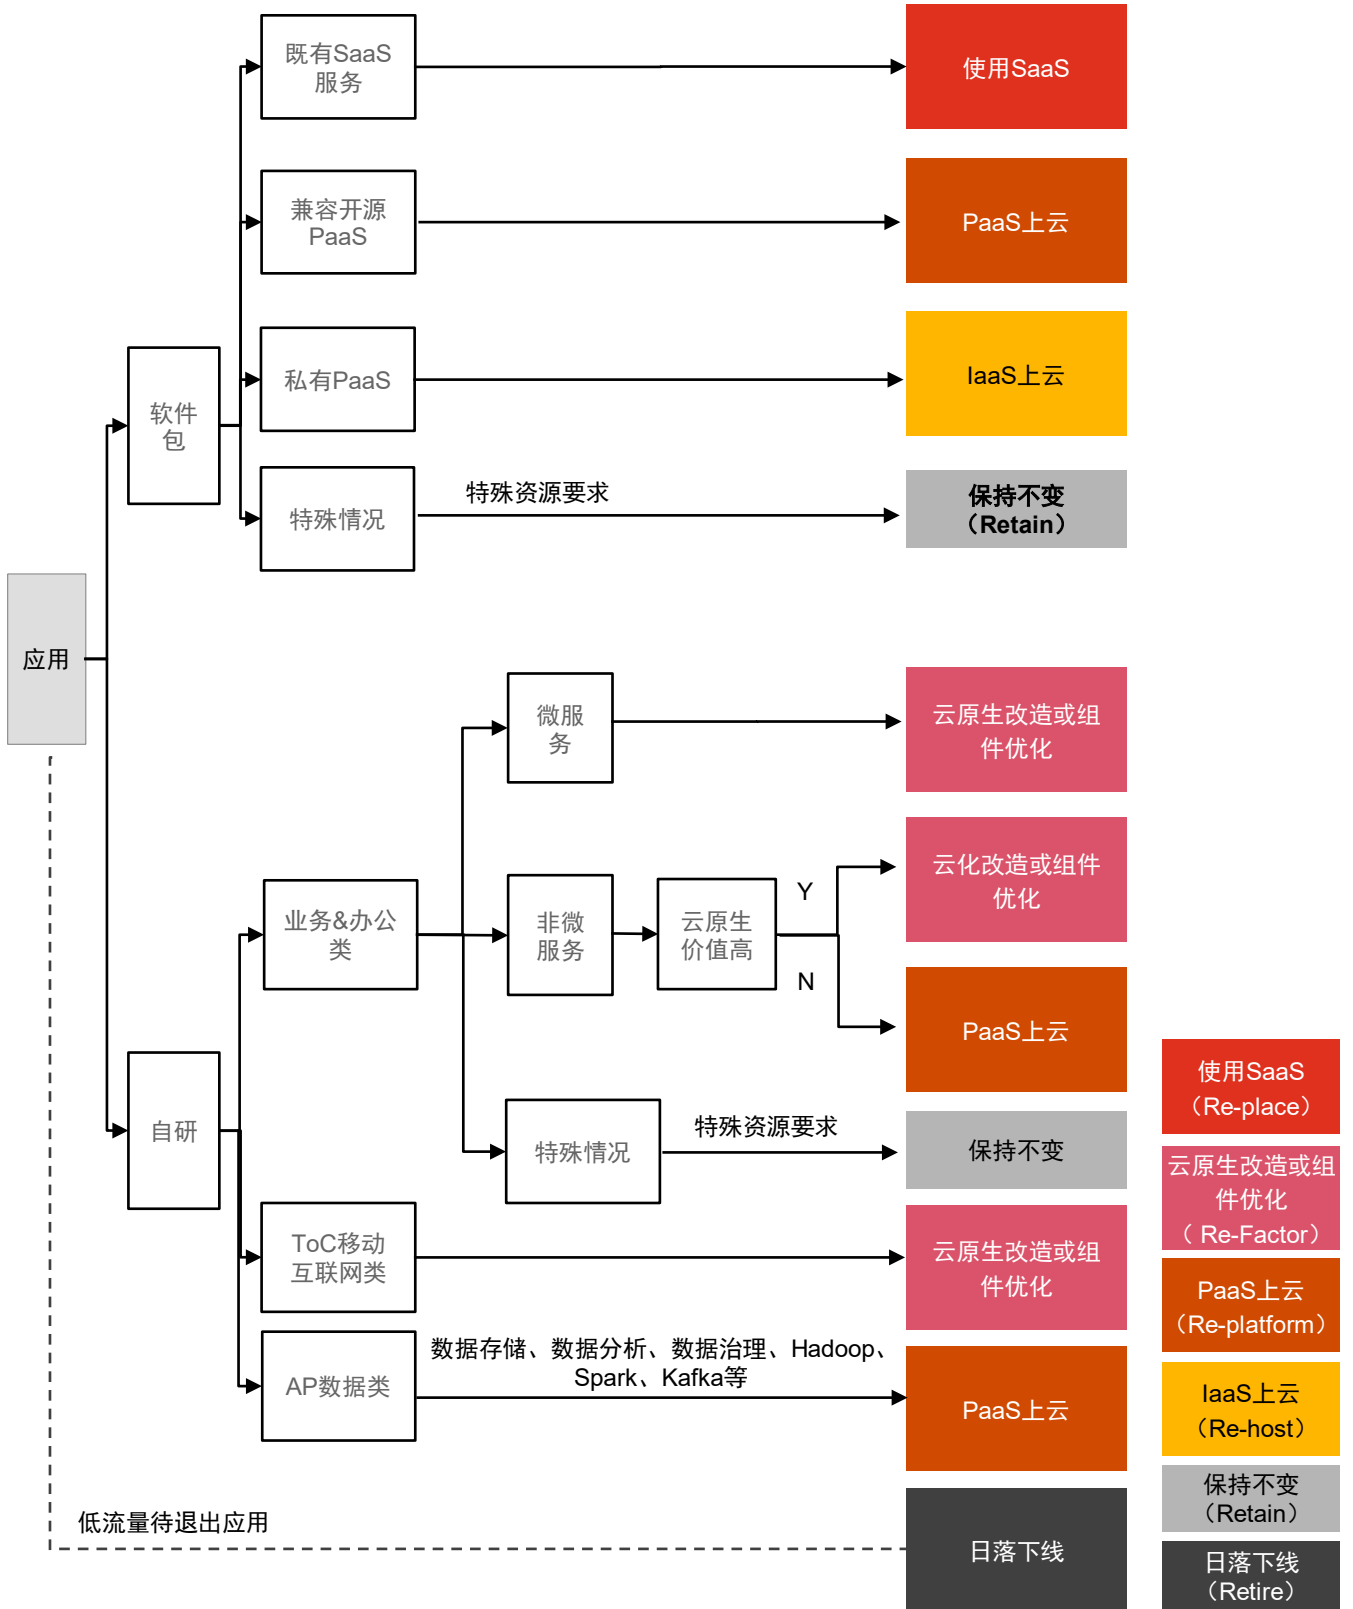 既有SaaS
服务
使用SaaS
兼容开源
PaaS
PaaS上云
私有PaaS
IaaS上云
软件
包
特殊情况
特殊资源要求
保持不变
（Retain）
应用
微服
务
云原生改造或组
件优化
业务&办公
类
非微
服务
云原生
价值高
Y
N
云化改造或组件
优化
PaaS上云
自研
特殊情况
特殊资源要求
保持不变
ToC移动
互联网类
云原生改造或组
件优化
AP数据类
数据存储、数据分析、数据治理、Hadoop、
Spark、Kafka等
PaaS上云
低流量待退出应用
日落下线
使用SaaS
（Re-place）
云原生改造或组
件优化
（ Re-Factor）
PaaS上云
（Re-platform）
IaaS上云
（Re-host）
保持不变
（Retain）
日落下线
（Retire）